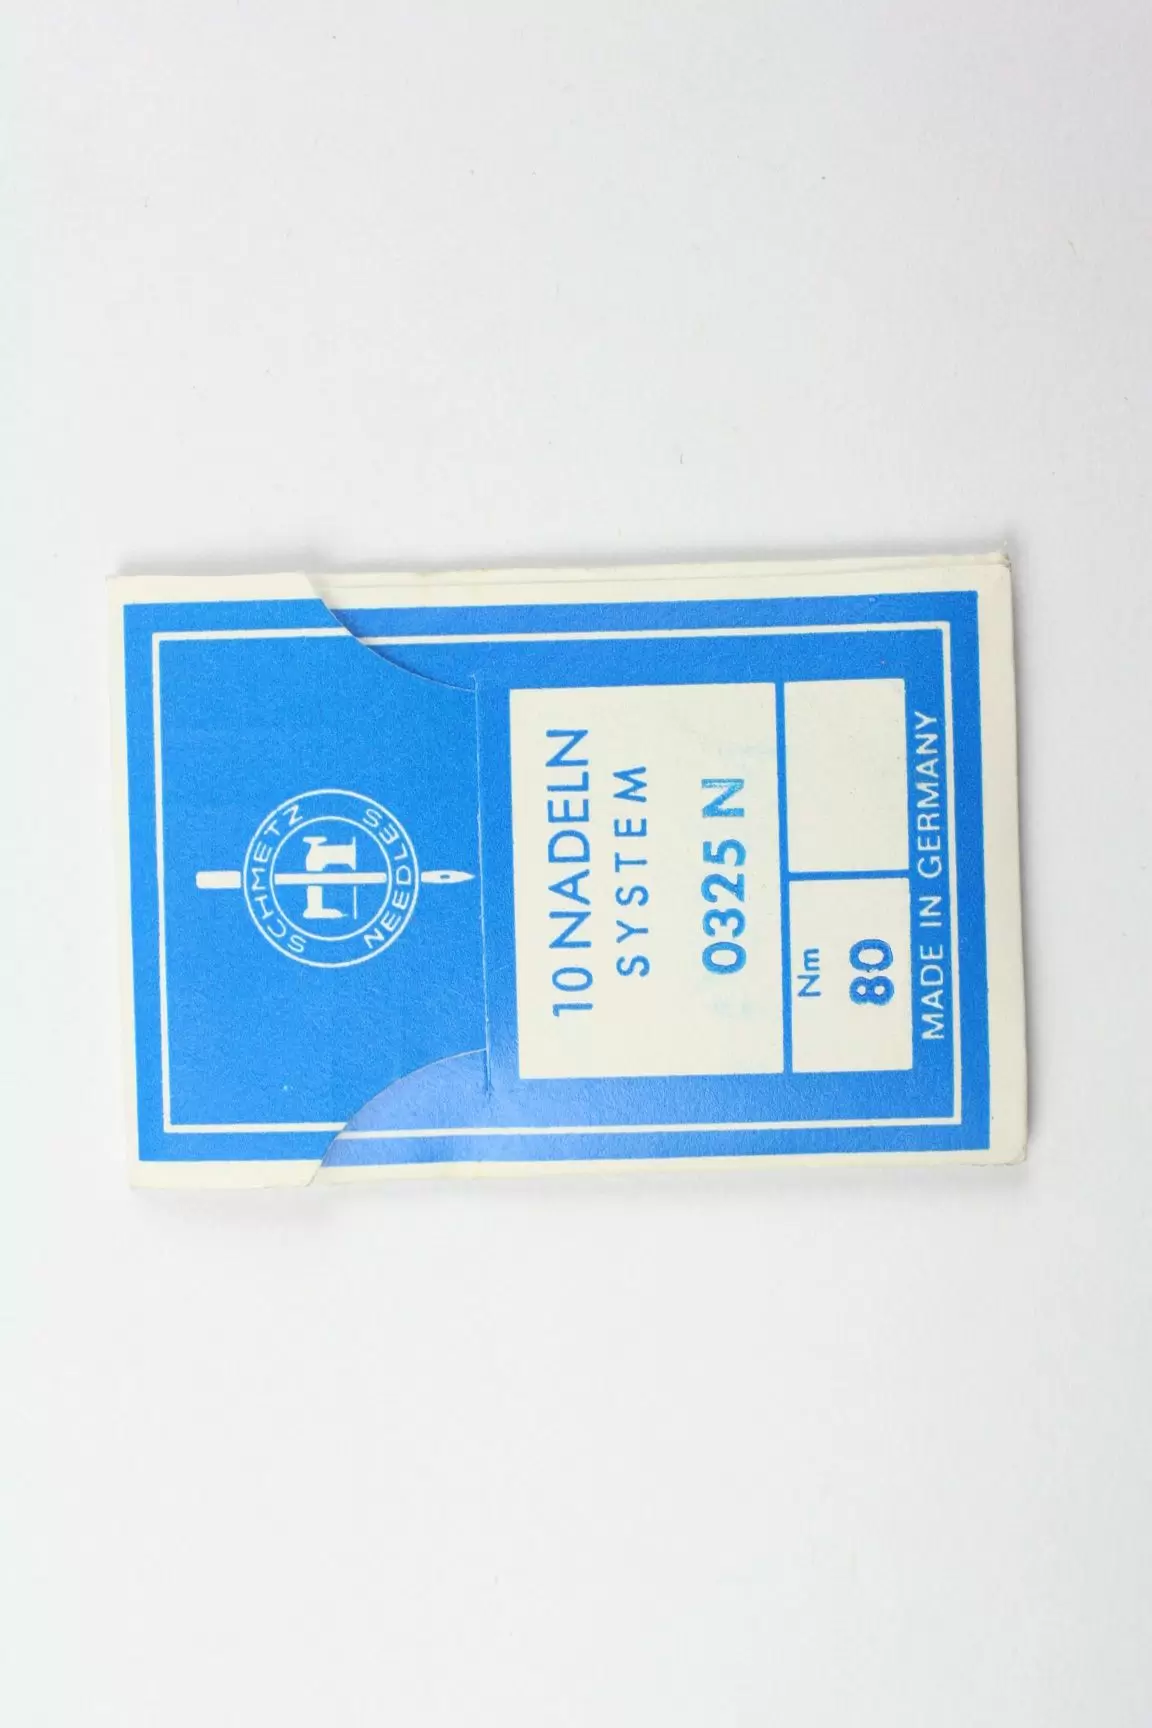 SCHMETZ
NEEDLES
10 NADELN
SYSTEM
0325 N
Nm
80
MADE IN GERMANY